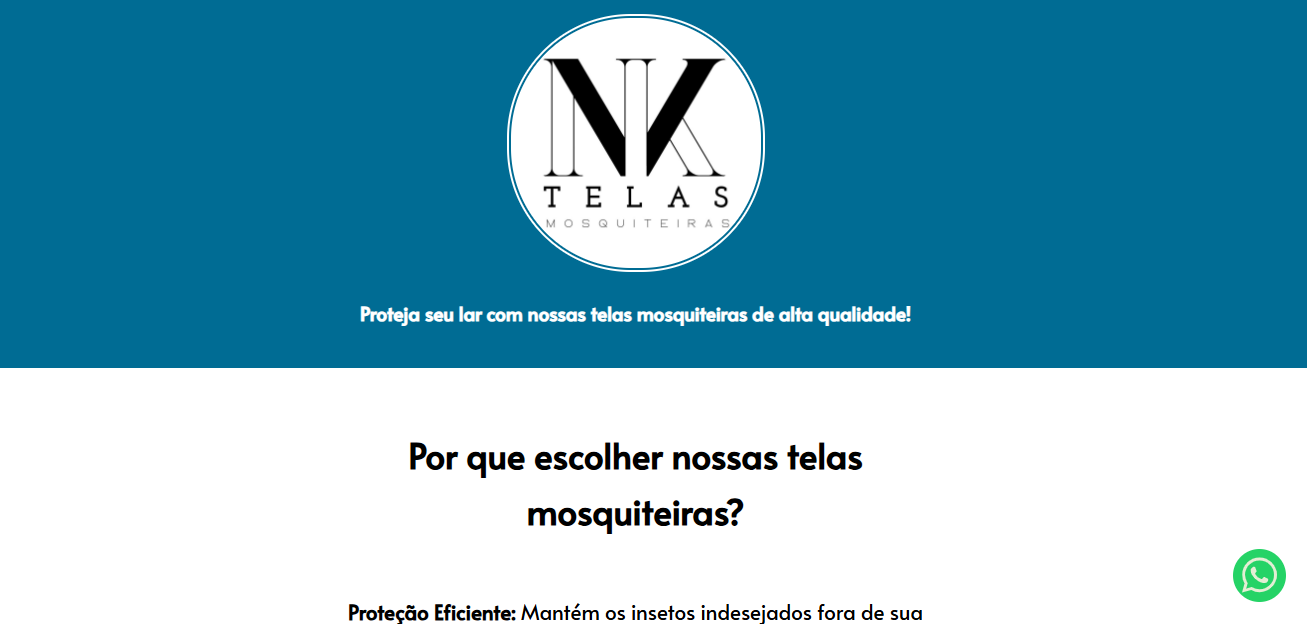 NK
TELAS
MOSQUITEIRAS
Proteja seu lar com nossas telas mosquiteiras de alta qualidade!
Por que escolher nossas telas
mosquiteiras?
Proteção Eficiente: Mantém os insetos indesejados fora de sua